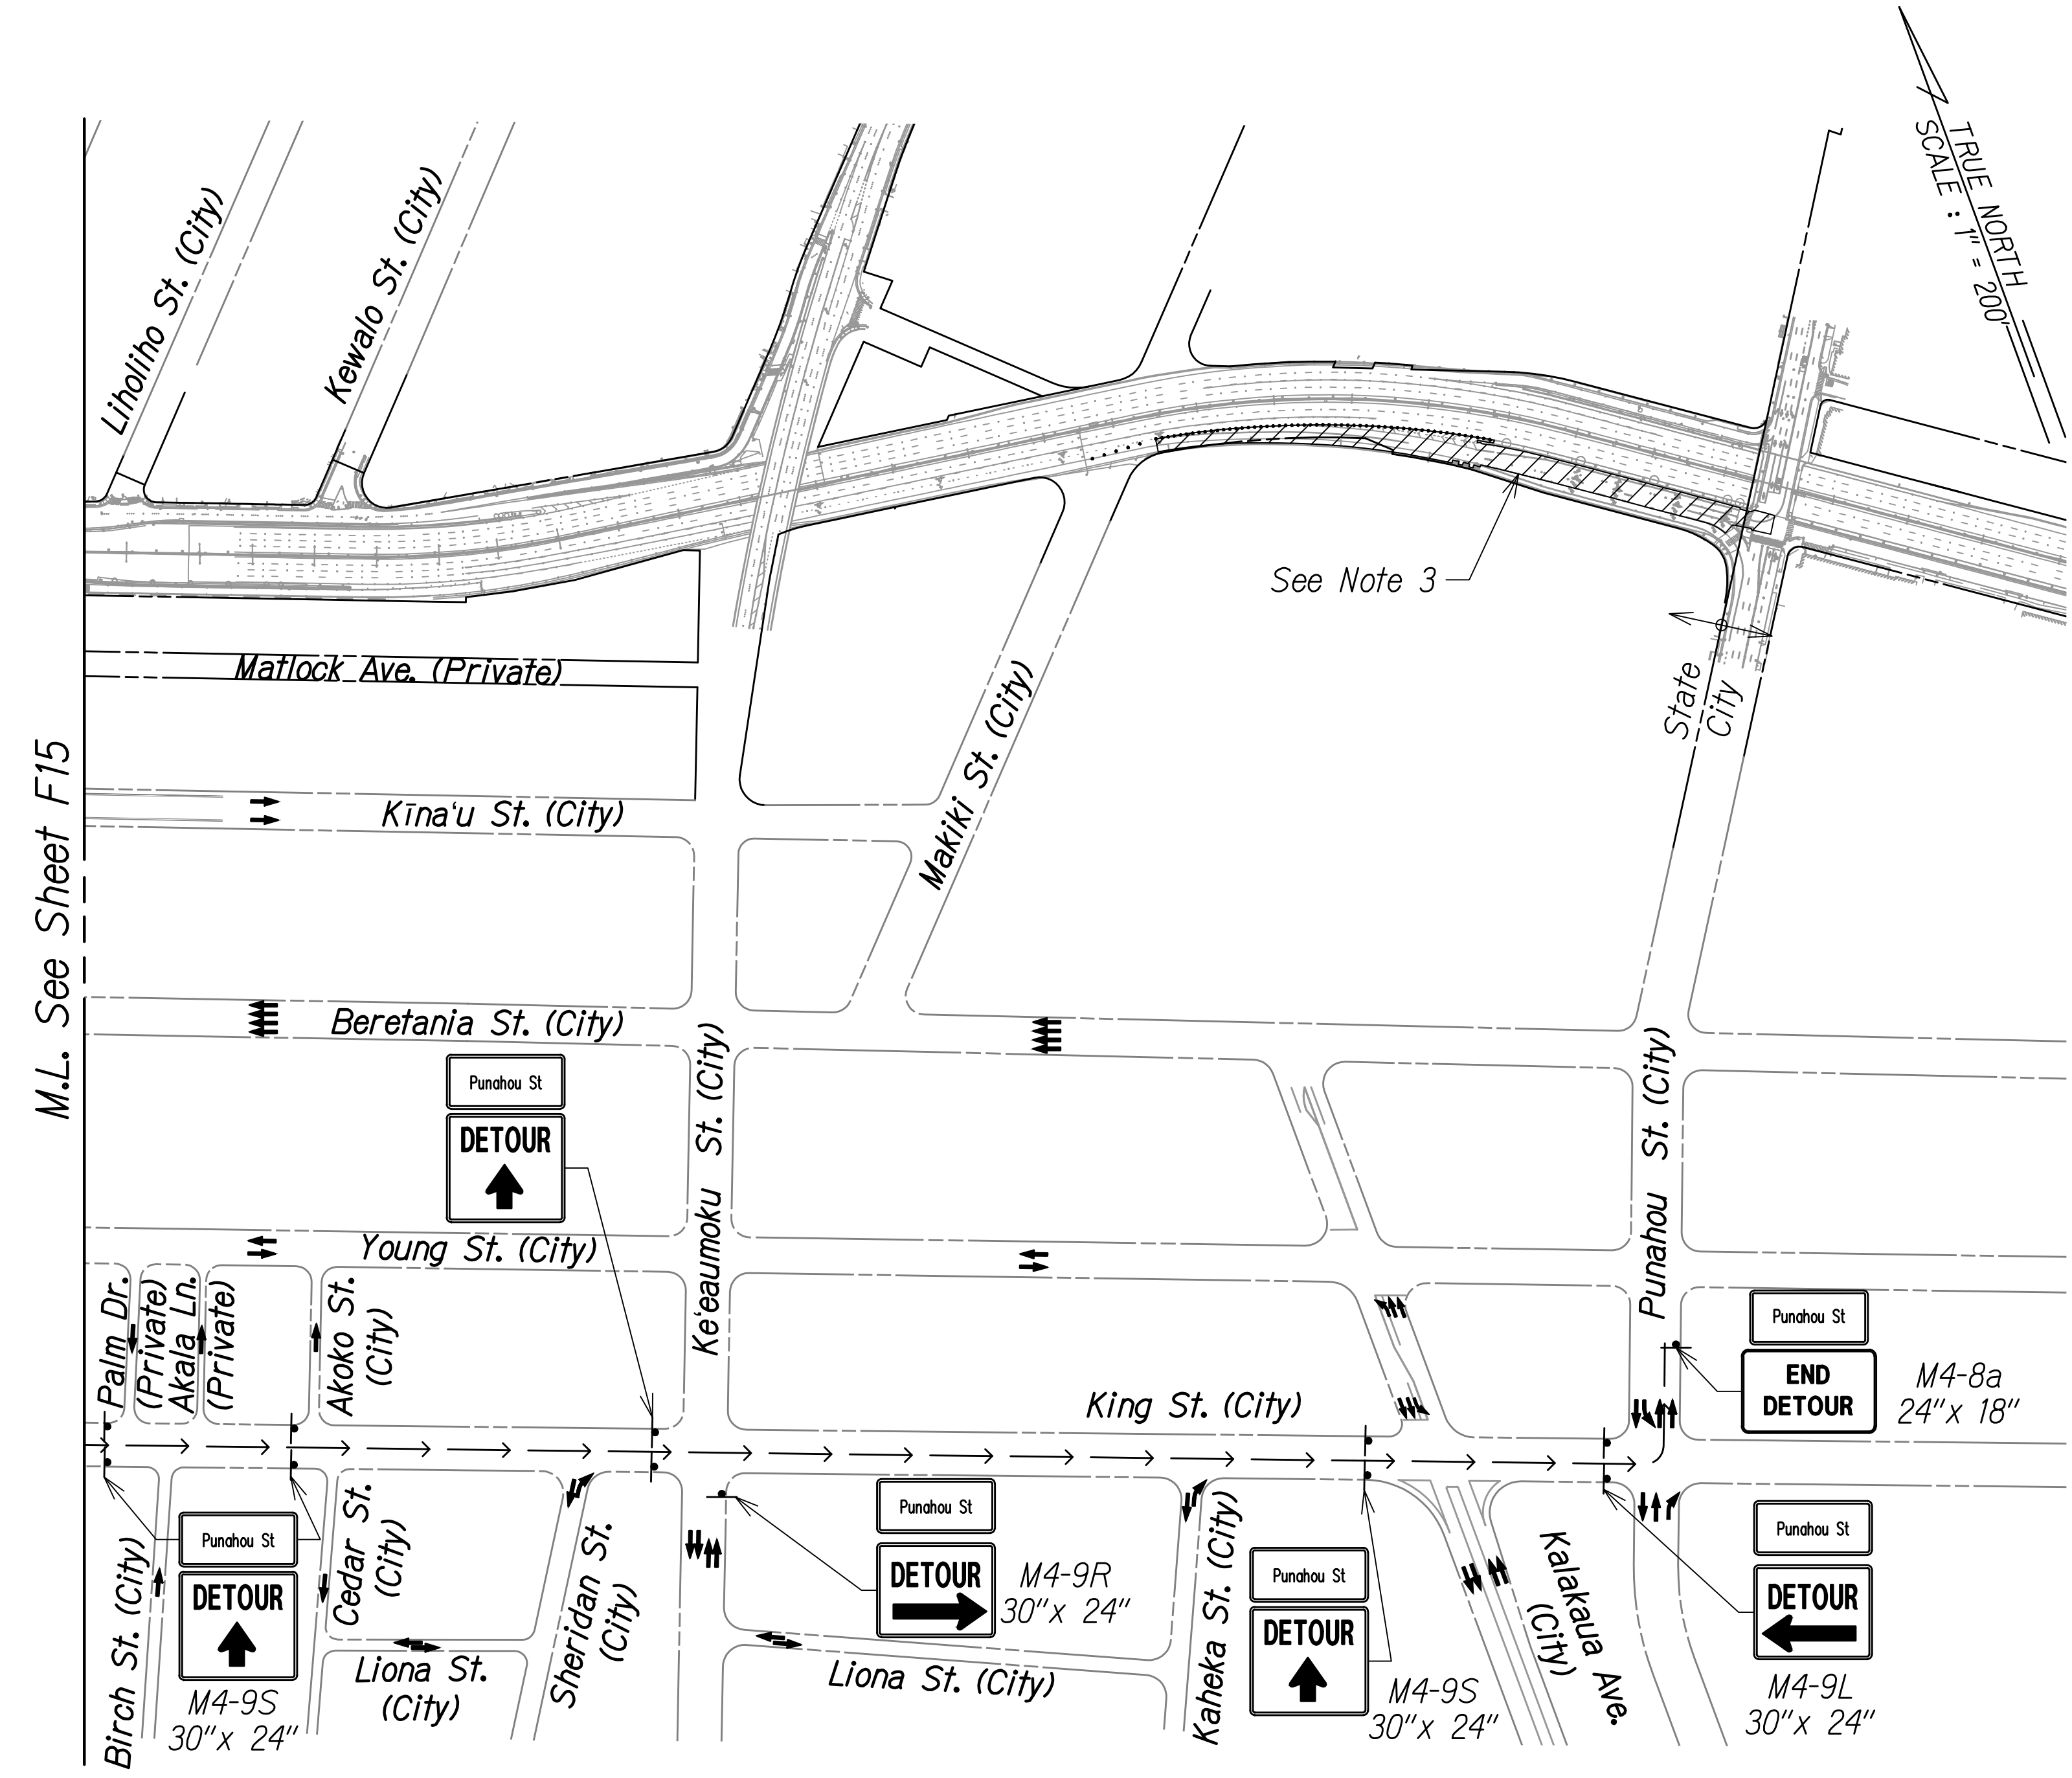 TRUE NORTH
SCALE : 1" = 200'
Liholiho St. (City)
Kewalo St. (City)
See Note 3
State
City
Matlock Ave. (Private)
M.L. See Sheet F15
Kīnaʻu St. (City)
Makiki St. (City)
Beretania St. (City)
Keʻeaumoku St. (City)
Punahou St. (City)
Punahou St
DETOUR
Young St. (City)
Palm Dr.
(Private)
Akala Ln.
(Private)
Akoko St.
(City)
King St. (City)
Punahou St
END
DETOUR
M4-8a
24"x 18"
Birch St. (City)
Punahou St
DETOUR
M4-9S
30"x 24"
Cedar St.
(City)
Liona St.
(City)
Sheridan St.
(City)
Punahou St
DETOUR
M4-9R
30"x 24"
Liona St. (City)
Kaheka St. (City)
Punahou St
DETOUR
M4-9S
30"x 24"
Kalakaua Ave.
(City)
Punahou St
DETOUR
M4-9L
30"x 24"